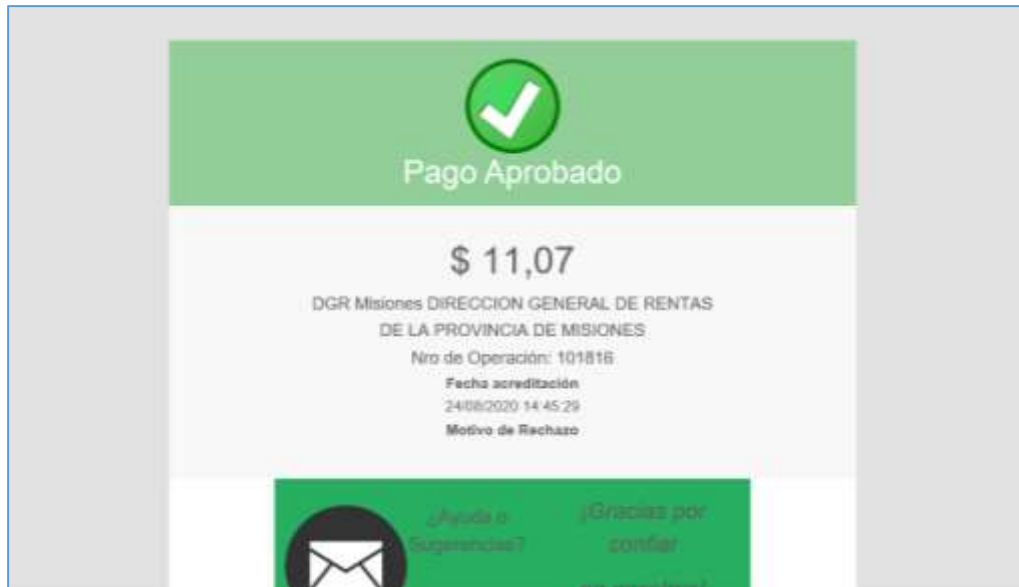 Pago Aprobado
$ 11,07
DGR Misiones DIRECCION GENERAL DE RENTAS
DE LA PROVINCIA DE MISIONES
Nro de Operación: 101816
Fecha acreditación
24/08/2020 14:45:29
Motivo de Rechazo
¿Ayuda o
Sugerencias?
¡Gracias por
confiar